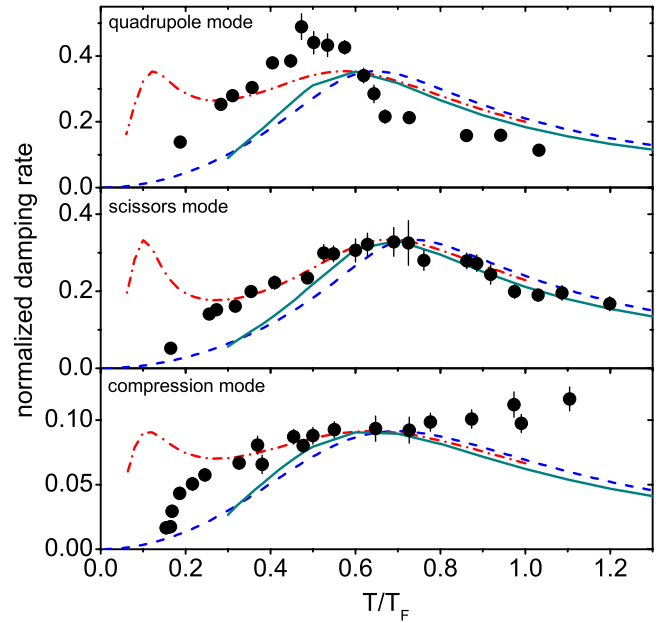 quadrupole mode
0.4
0.2
0.0
scissors mode
0.4
0.2
0.0
compression mode
0.10
0.05
0.00
normalized damping rate
0.0 0.2 0.4 0.6 0.8 1.0 1.2
T/T_F